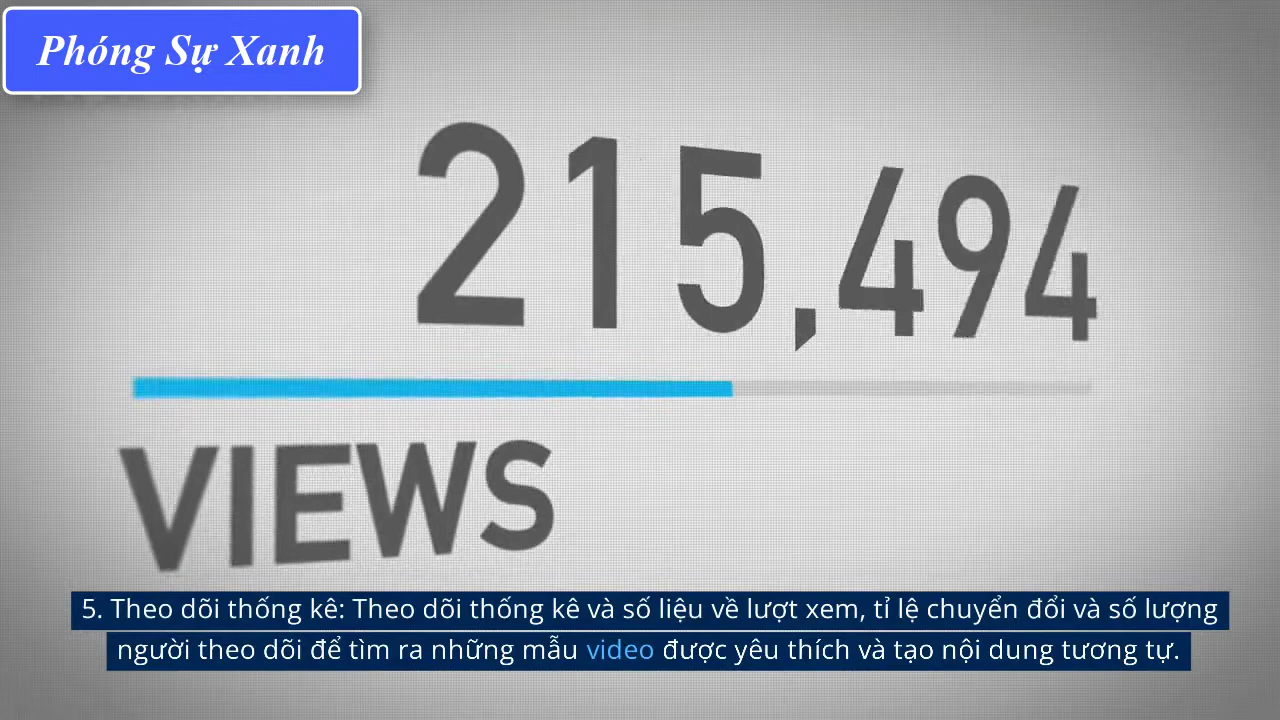 Phóng Sự Xanh
215,494
VIEWS
5. Theo dõi thống kê: Theo dõi thống kê và số liệu về lượt xem, tỉ lệ chuyển đổi và số lượng
người theo dõi để tìm ra những mẫu video được yêu thích và tạo nội dung tương tự.